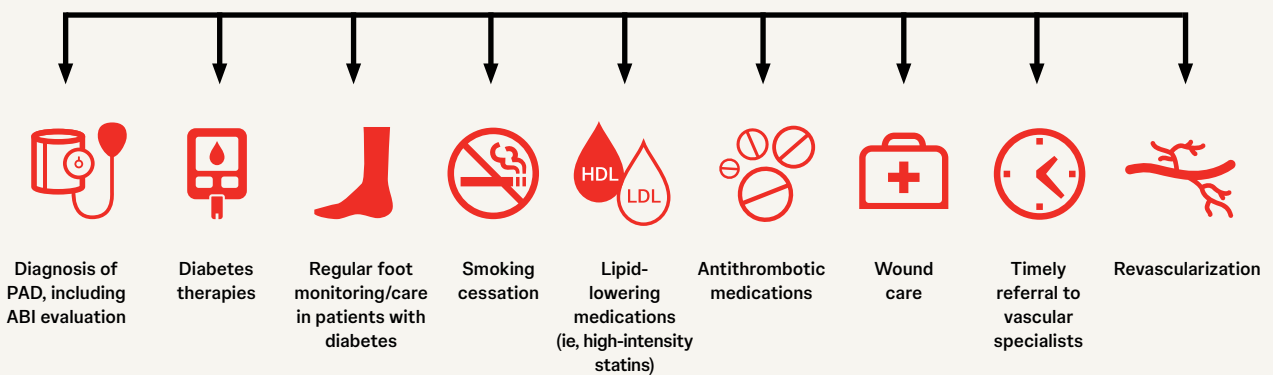 HDL
LDL
Diagnosis of
PAD, including
ABI evaluation
Diabetes
therapies
Regular foot
monitoring/care
in patients with
diabetes
Smoking
cessation
Lipid-
lowering
medications
(ie, high-intensity
statins)
Antithrombotic
medications
Wound
care
Timely
referral to
vascular
specialists
Revascularization